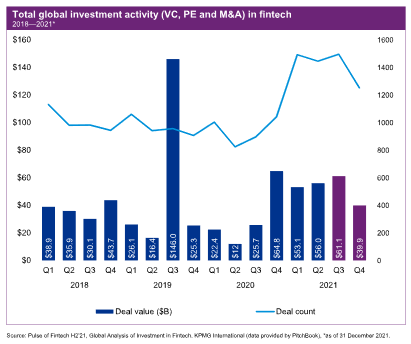 Total global investment activity (VC, PE and M&A) in fintech
2018—2021*
$160 1600
$140 1400
$120 1200
$100 1000
$80 800
$60 600
$40 400
$20 200
$0 0
$38.9 $35.9 $30.1 $43.7 $26.1 $16.4 $146.0 $25.3 $22.4 $12 $25.7 $64.8 $53.1 $56.0 $61.1 $39.9
Q1 Q2 Q3 Q4 Q1 Q2 Q3 Q4 Q1 Q2 Q3 Q4 Q1 Q2 Q3 Q4
2018 2019 2020 2021
Deal value ($B) Deal count
Source: Pulse of Fintech H2'21, Global Analysis of Investment in Fintech, KPMG International (data provided by PitchBook), *as of 31 December 2021.